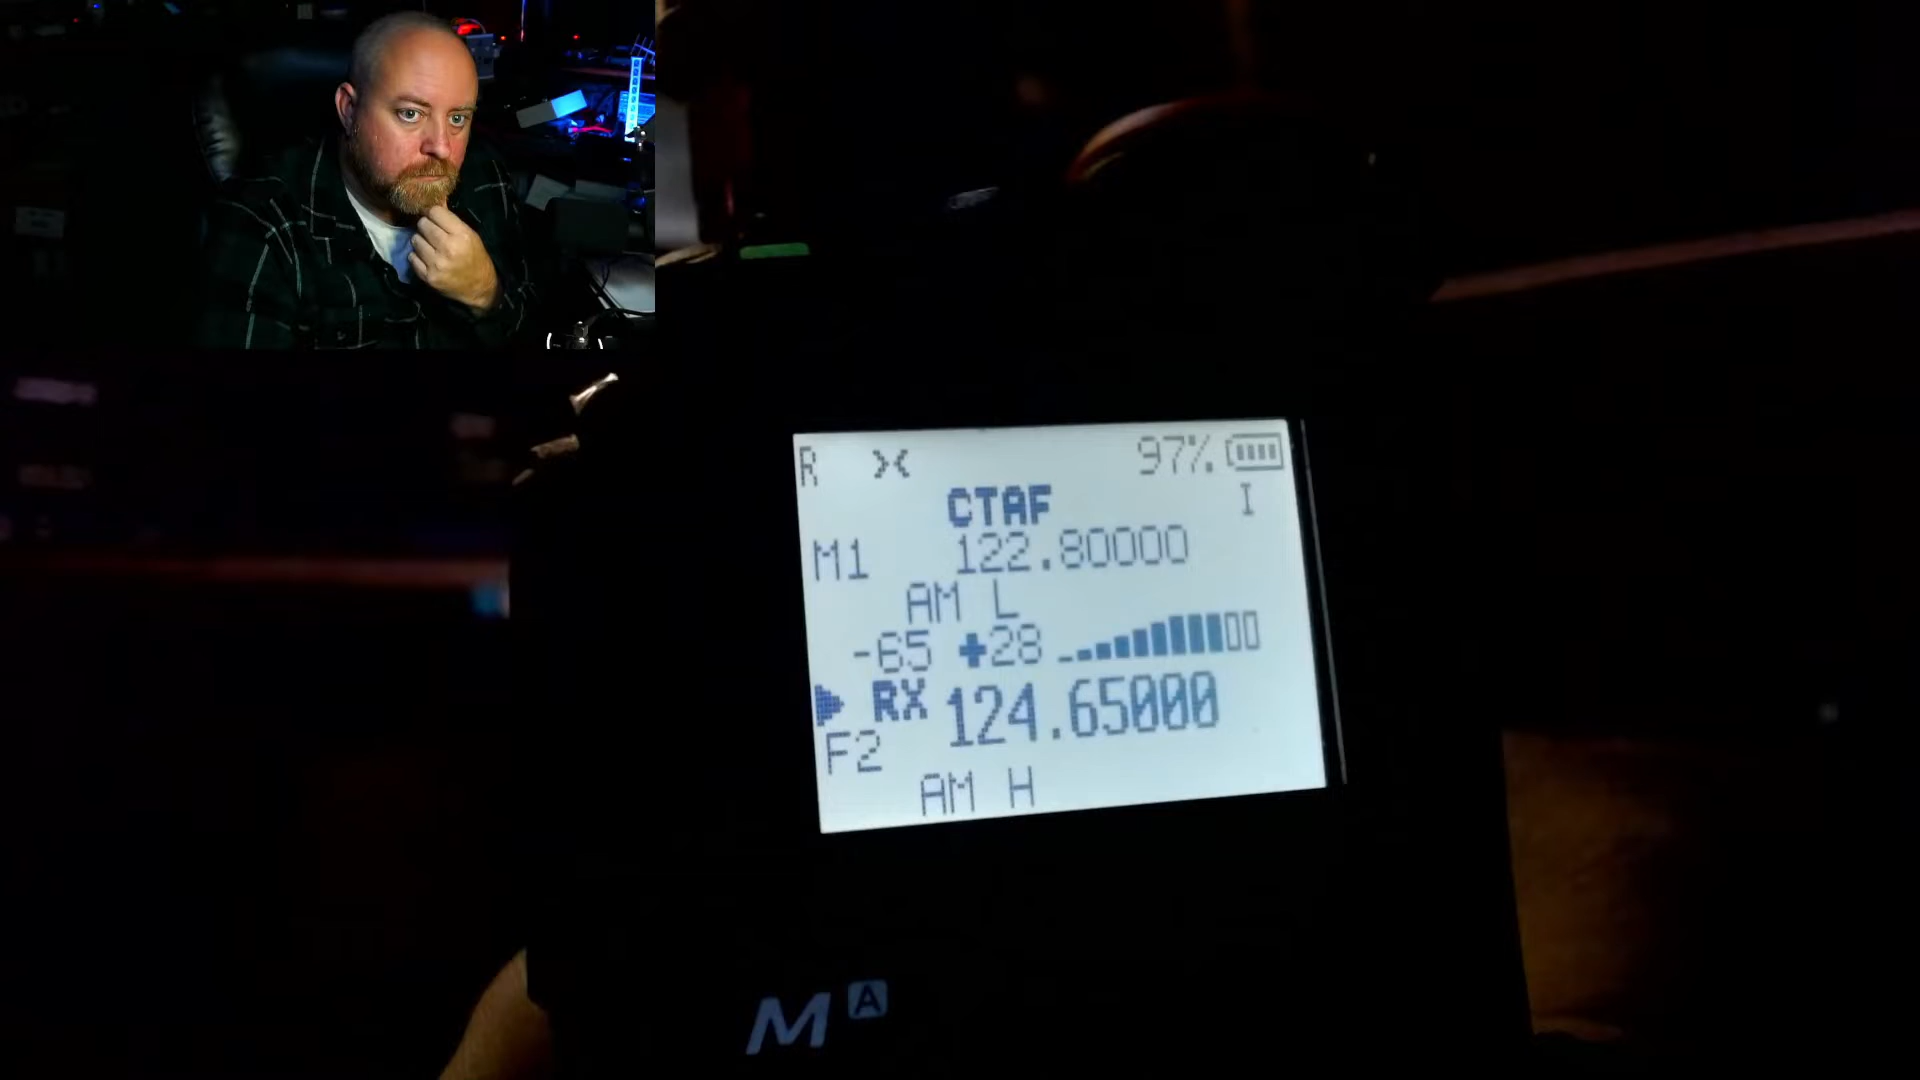 R 97%
CTAF I
M1 122.80000
AM L
-65 +28
RX 124.65000
F2
AM H
M A